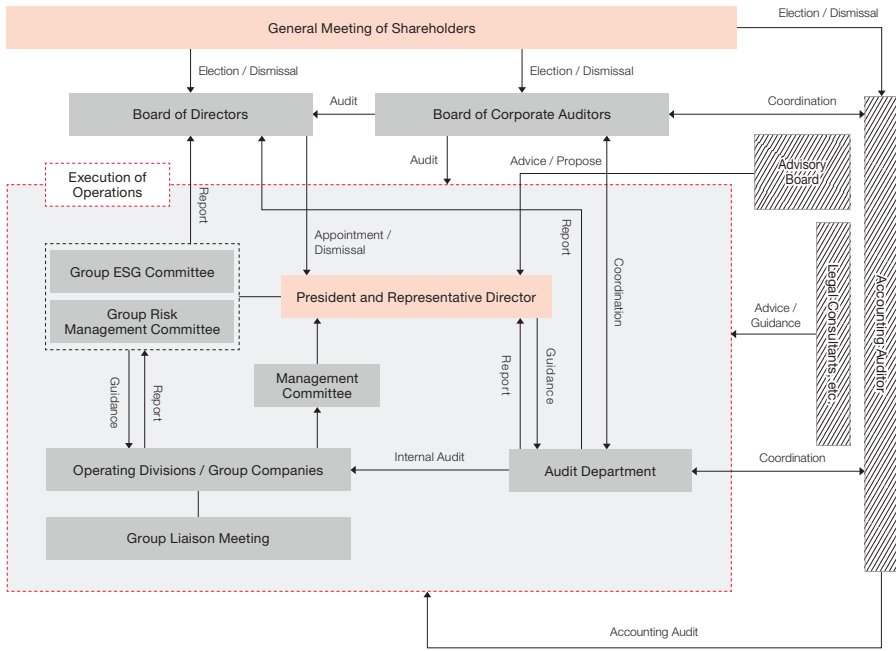 Election / Dismissal
General Meeting of Shareholders
Election / Dismissal
Election / Dismissal
Board of Directors
Audit
Board of Corporate Auditors
Coordination
Audit
Advice / Propose
Advisory
Board
Execution of
Operations
Report
Appointment /
Dismissal
Report
Coordination
Group ESG Committee
Group Risk
Management Committee
President and Representative Director
Advice /
Guidance
Legal Consultants, etc.
Accounting Auditor
Guidance
Report
Management
Committee
Report
Guidance
Operating Divisions / Group Companies
Internal Audit
Audit Department
Coordination
Group Liaison Meeting
Accounting Audit